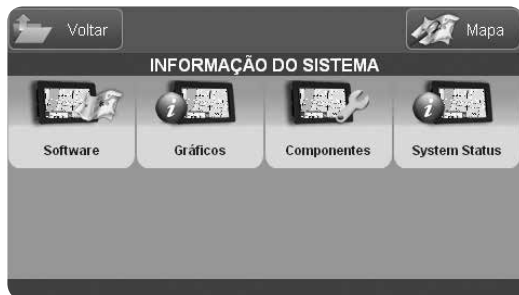 Voltar Mapa
INFORMAÇÃO DO SISTEMA
Software Gráficos Componentes System Status